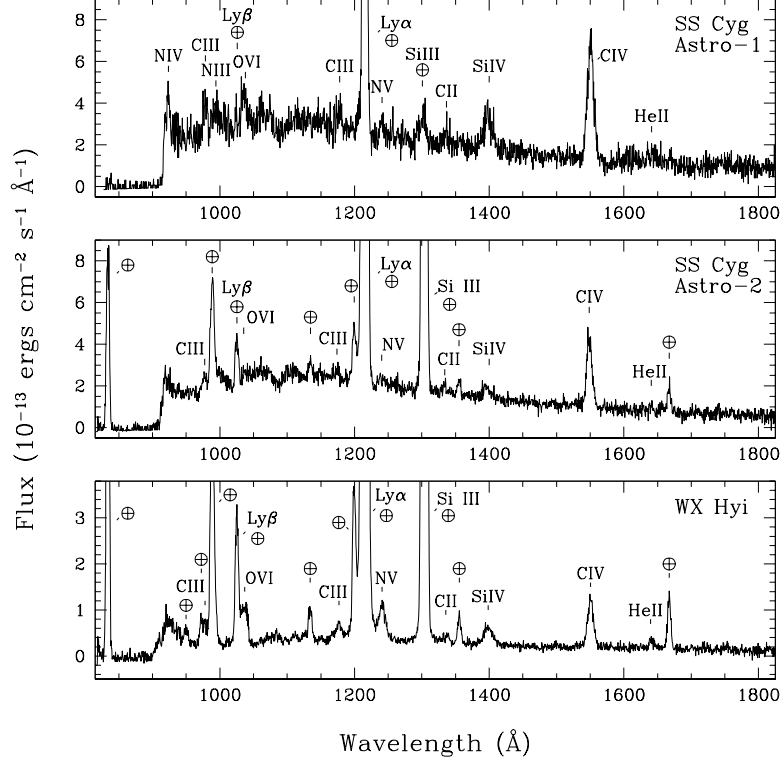 Lyβ
⊕
Lyα
⊕
SS Cyg
Astro−1
NIV
CIII
NIII
OVI
CIII
NV
SiIII
⊕
CII
SiIV
CIV
HeII
8
6
4
2
0
1000 1200 1400 1600 1800
⊕
⊕
Lyβ
⊕
OVI
CIII
⊕
CIII
⊕
Lyα
⊕
NV
Si III
⊕
⊕
CII
SiIV
CIV
HeII
⊕
SS Cyg
Astro−2
8
6
4
2
0
1000 1200 1400 1600 1800
⊕
⊕
Lyβ
⊕
⊕
CIII
⊕
OVI
⊕
CIII
⊕
Lyα
⊕
NV
Si III
⊕
⊕
CII
SiIV
CIV
HeII
⊕
WX Hyi
3
2
1
0
1000 1200 1400 1600 1800
Flux (10⁻¹³ ergs cm⁻² s⁻¹ Å⁻¹)
Wavelength (Å)